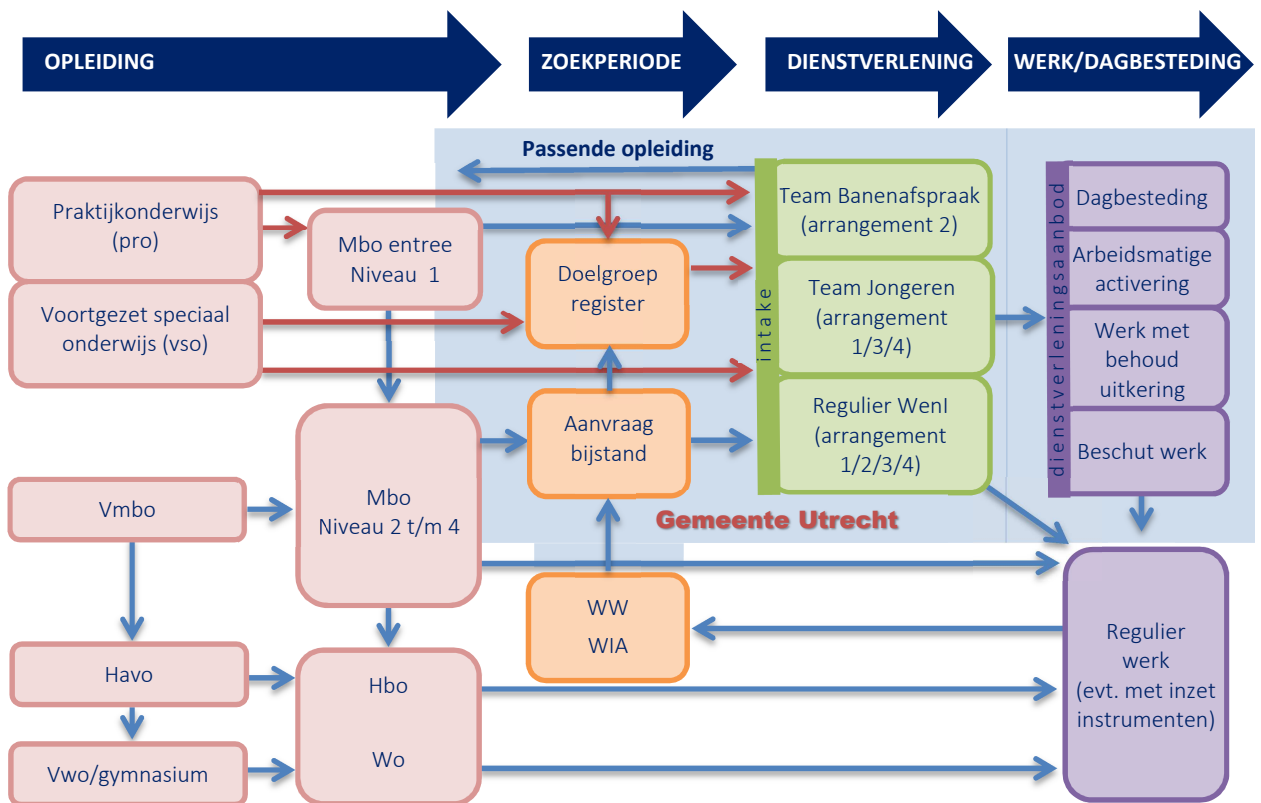 OPLEIDING
ZOEKPERIODE
DIENSTVERLENING
WERK/DAGBESTEDING
Passende opleiding
Praktijkonderwijs
(pro)
Mbo entree
Niveau 1
Voortgezet speciaal
onderwijs (vso)
Doelgroep
register
Aanvraag
bijstand
intake
Team Banenafspraak
(arrangement 2)
Team Jongeren
(arrangement
1/3/4)
Regulier WenI
(arrangement
1/2/3/4)
dienstverleningsaanbod
Dagbesteding
Arbeidsmatige
activering
Werk met
behoud
uitkering
Beschut werk
Vmbo
Mbo
Niveau 2 t/m 4
Gemeente Utrecht
WW
WIA
Regulier
werk
(evt. met inzet
instrumenten)
Havo
Hbo
Wo
Vwo/gymnasium